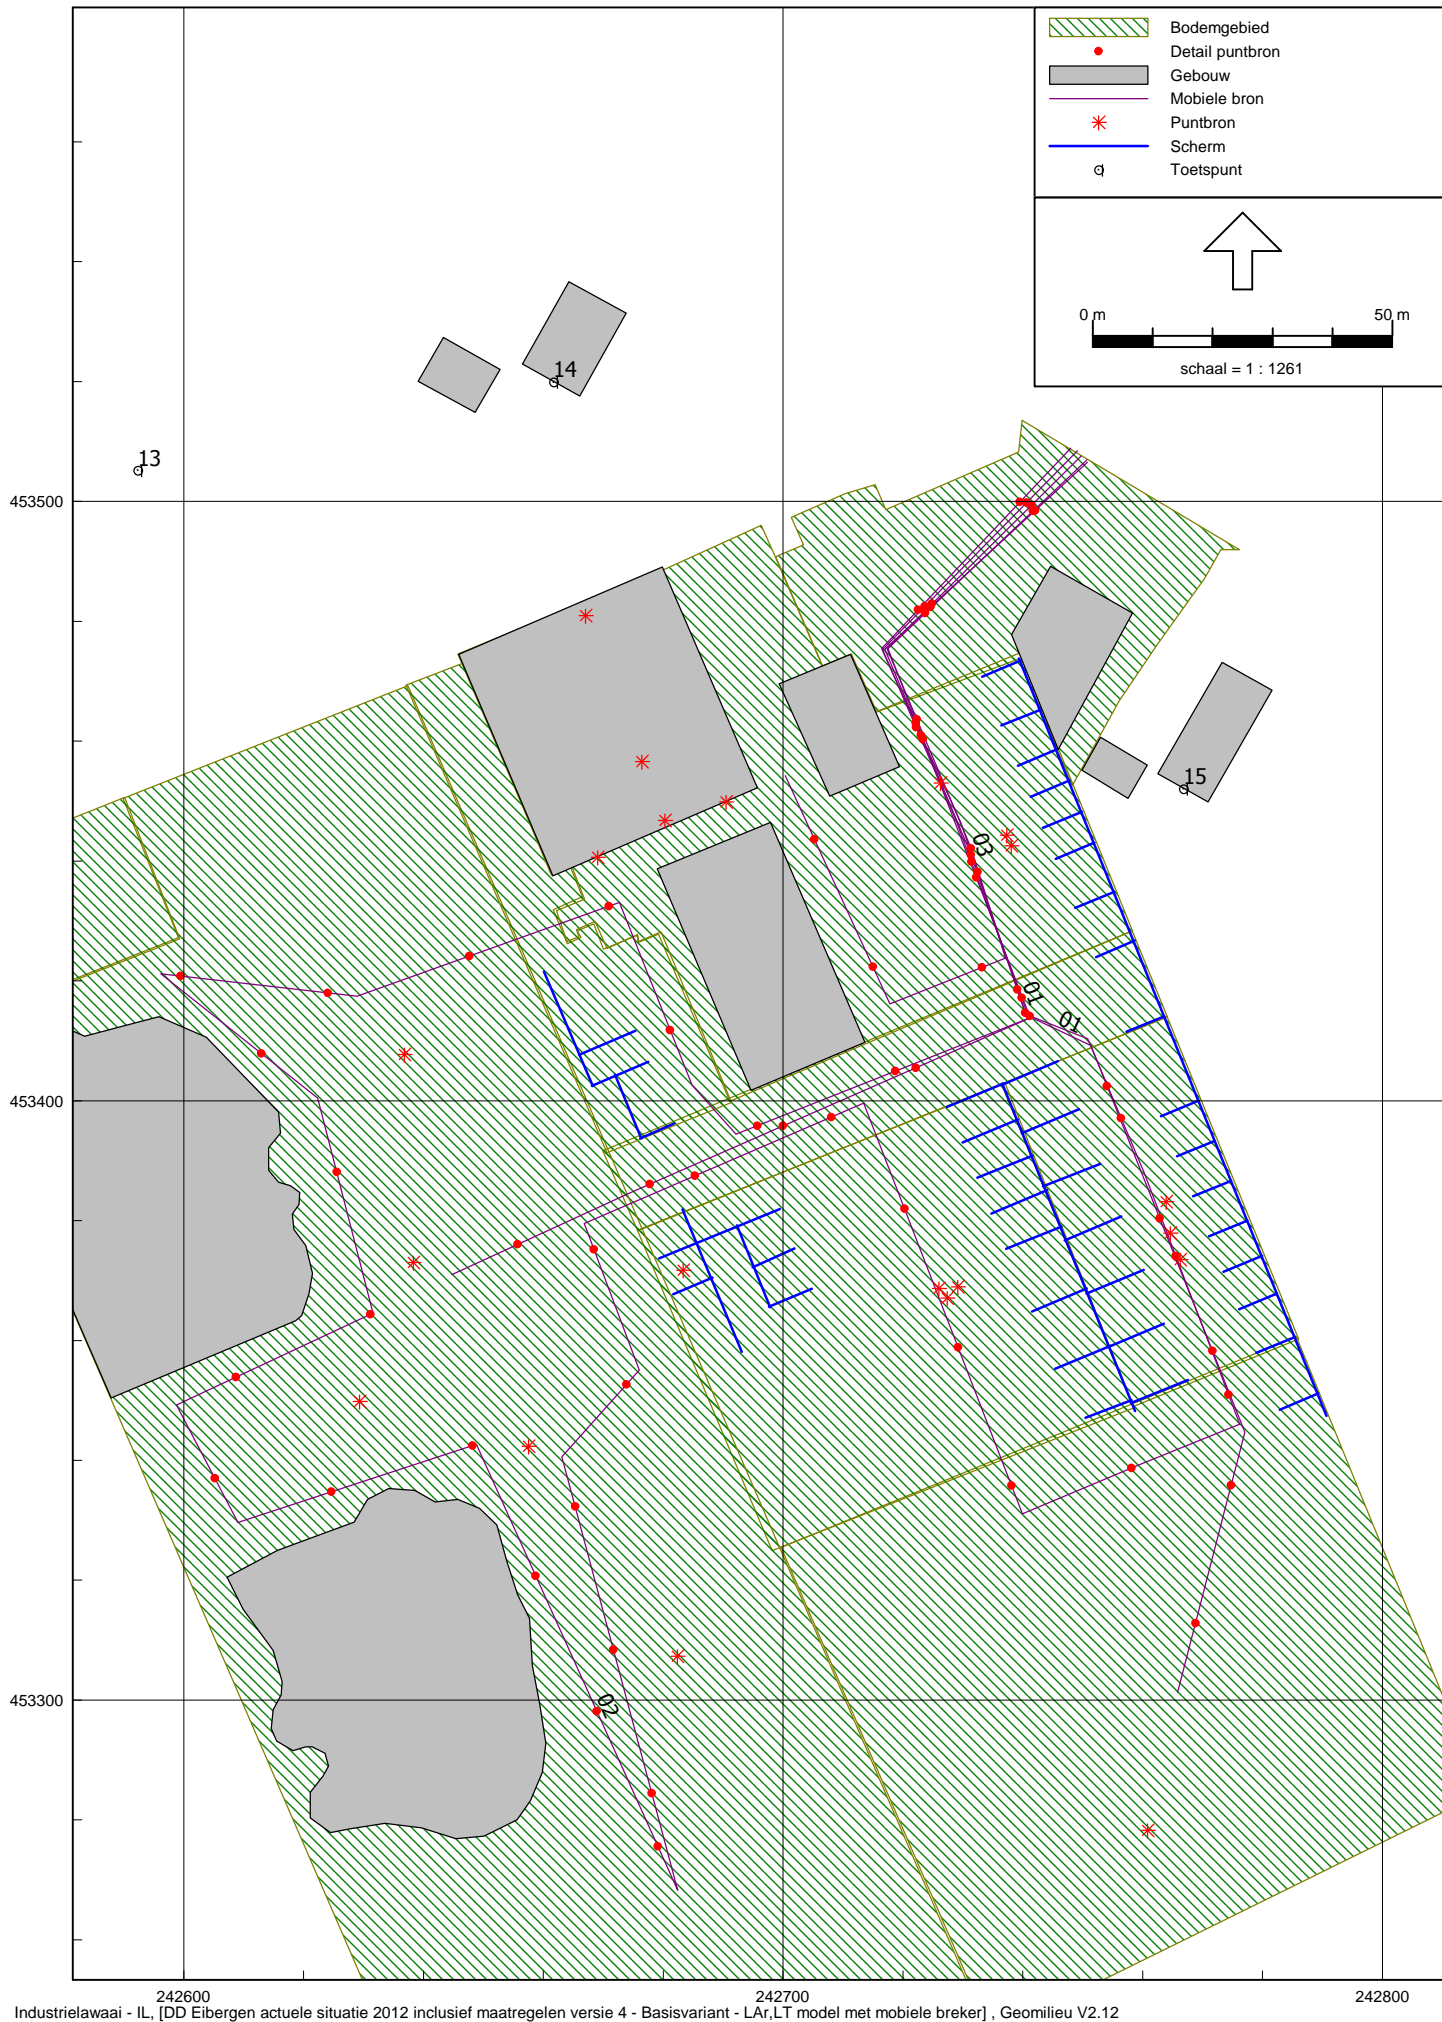 Bodemgebied
Detail puntbron
Gebouw
Mobiele bron
Puntbron
Scherm
Toetspunt
0 m 50 m
schaal = 1 : 1261
14
13
453500
15
03
01
01
453400
453300
02
242600 242700 242800
Industrielawaai - IL, [DD Eibergen actuele situatie 2012 inclusief maatregelen versie 4 - Basisvariant - LAr,LT model met mobiele breker] , Geomilieu V2.12